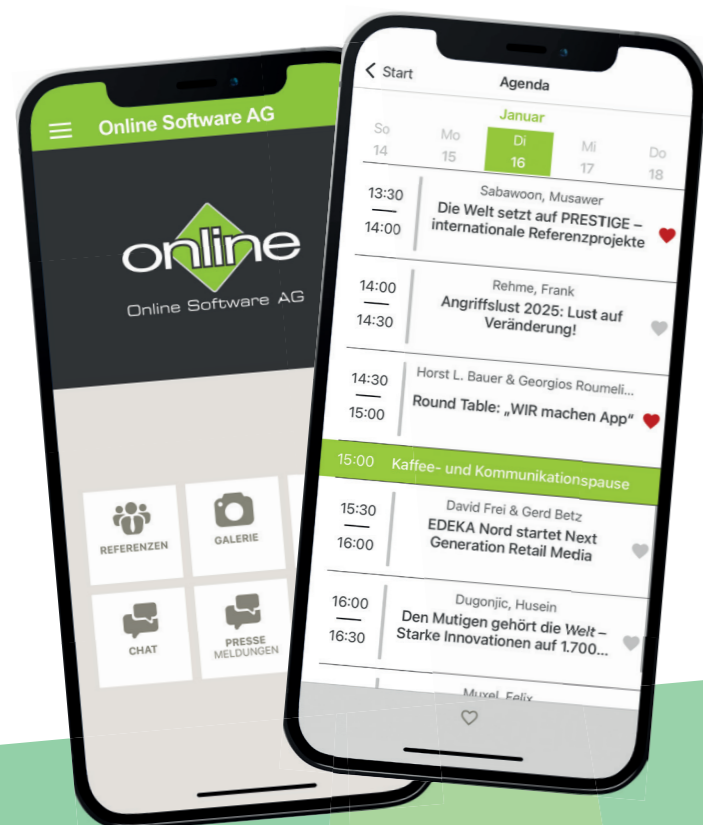 Online Software AG
online
Online Software AG
REFERENZEN
GALERIE
CHAT
PRESSE
MELDUNGEN
Start
Agenda
Januar
So
Mo
Di
Mi
Do
14
15
16
17
18
13:30
14:00
Sabawoon, Musawer
Die Welt setzt auf PRESTIGE –
internationale Referenzprojekte
14:00
14:30
Rehme, Frank
Angriffslust 2025: Lust auf
Veränderung!
14:30
15:00
Horst L. Bauer & Georgios Roumeli...
Round Table: „WIR machen App“
15:00 Kaffee- und Kommunikationspause
15:30
16:00
David Frei & Gerd Betz
EDEKA Nord startet Next
Generation Retail Media
16:00
16:30
Dugonjic, Husein
Den Mutigen gehört die Welt –
Starke Innovationen auf 1.700...
Muxel, Felix